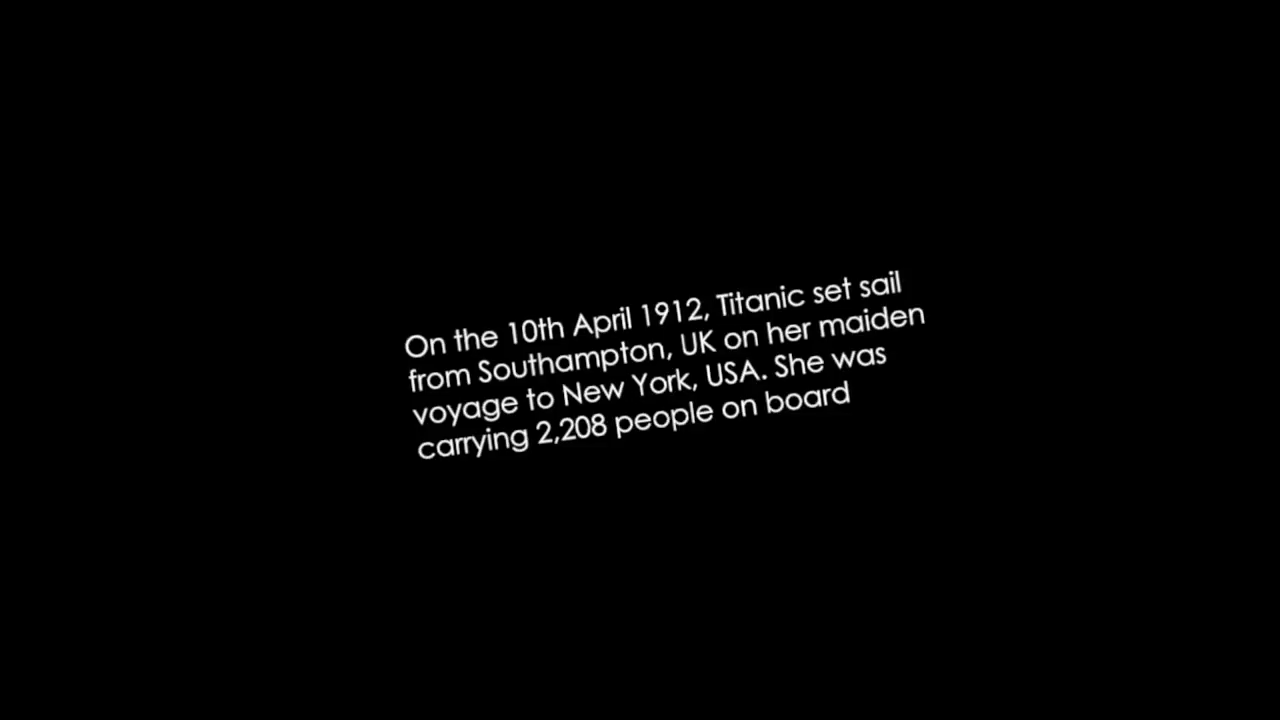 On the 10th April 1912, Titanic set sail
from Southampton, UK on her maiden
voyage to New York, USA. She was
carrying 2,208 people on board